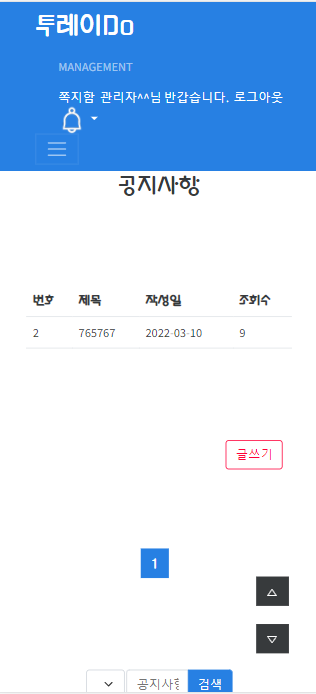 투레이Do
MANAGEMENT
쪽지함 관리자^^님 반갑습니다. 로그아웃
공지사항
번호 제목 작성일 조회수
2 765767 2022-03-10 9
글쓰기
1
공지사항 검색